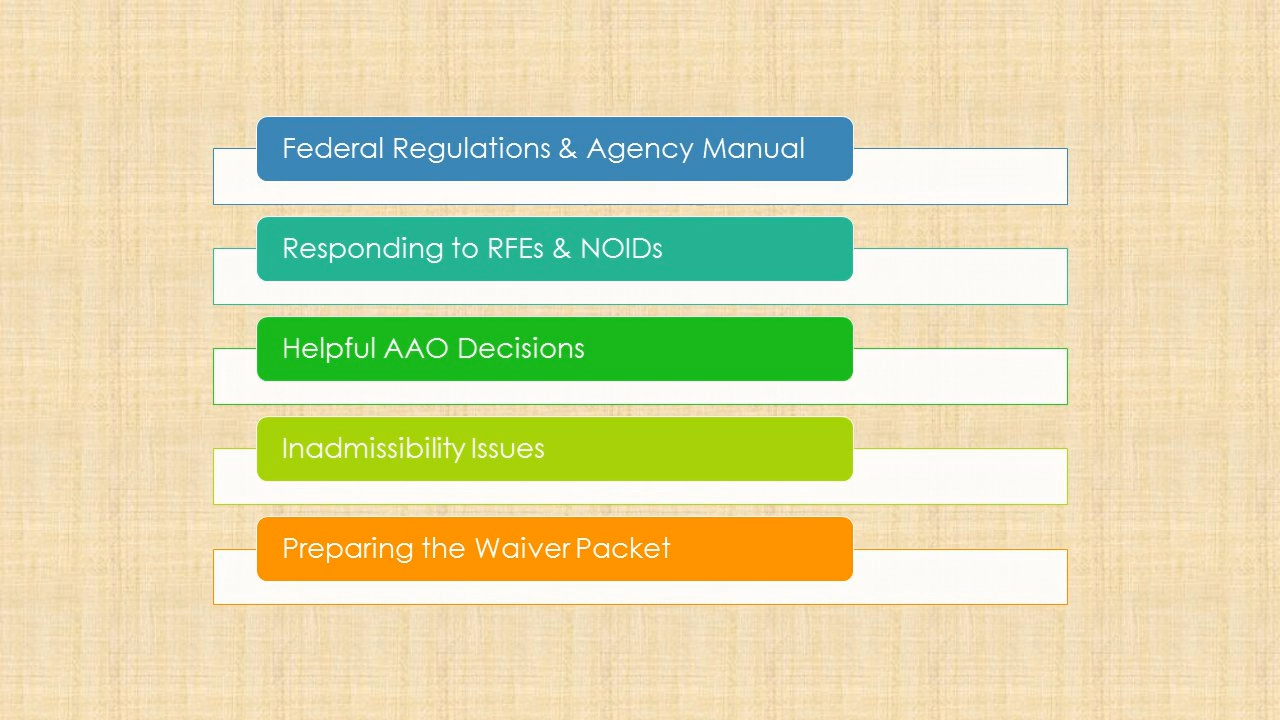 Federal Regulations & Agency Manual
Responding to RFEs & NOIDs
Helpful AAO Decisions
Inadmissibility Issues
Preparing the Waiver Packet